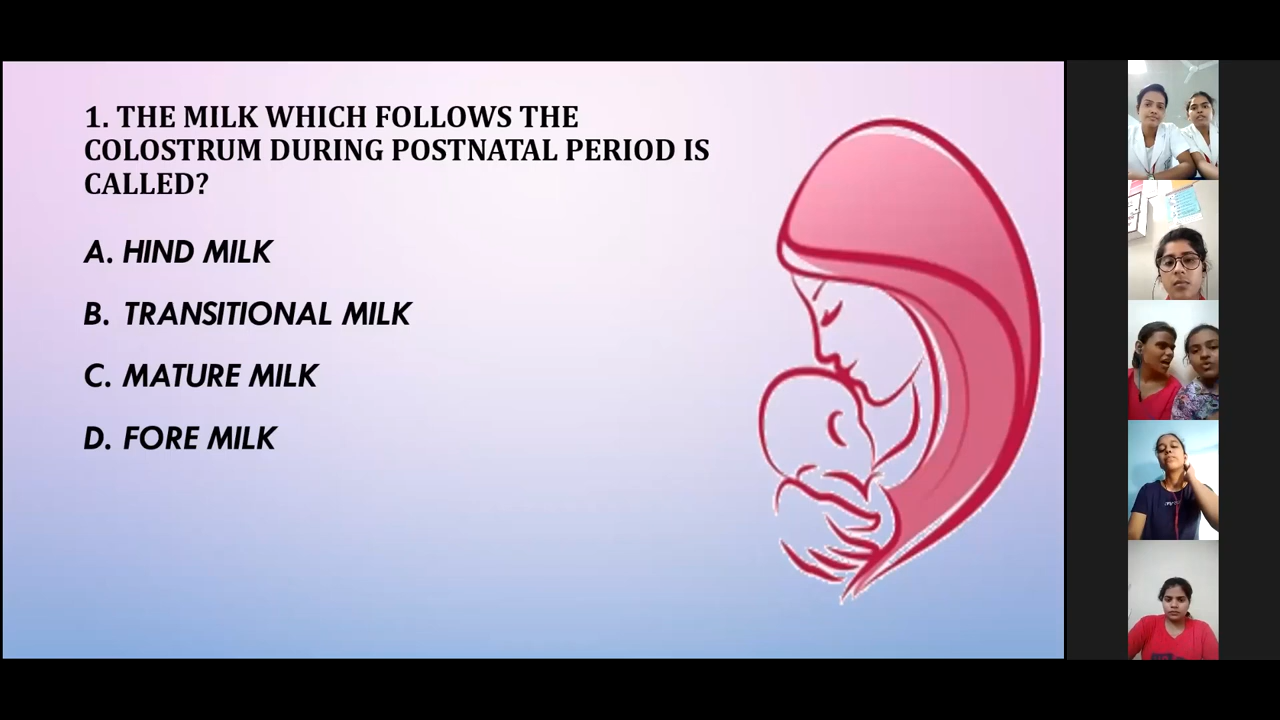 1. THE MILK WHICH FOLLOWS THE
COLOSTRUM DURING POSTNATAL PERIOD IS
CALLED?
A. HIND MILK
B. TRANSITIONAL MILK
C. MATURE MILK
D. FORE MILK